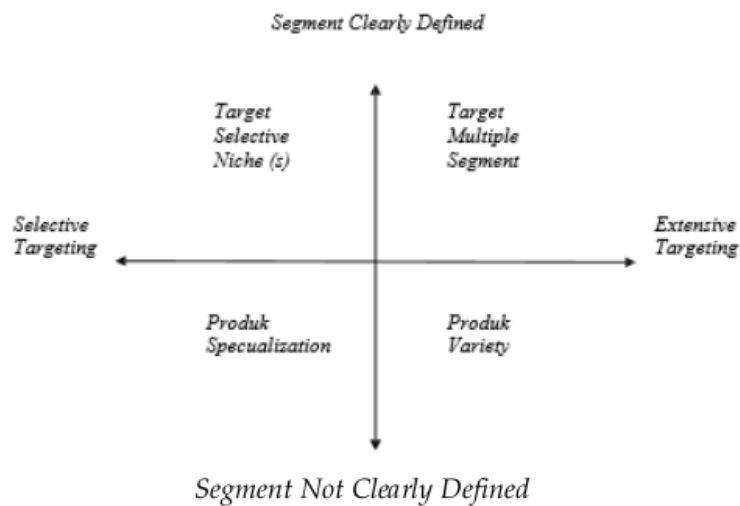 Segment Clearly Defined
Target
Selective
Niche (s)
Target
Multiple
Segment
Selective
Targeting
Extensive
Targeting
Produk
Specualization
Produk
Variety
Segment Not Clearly Defined